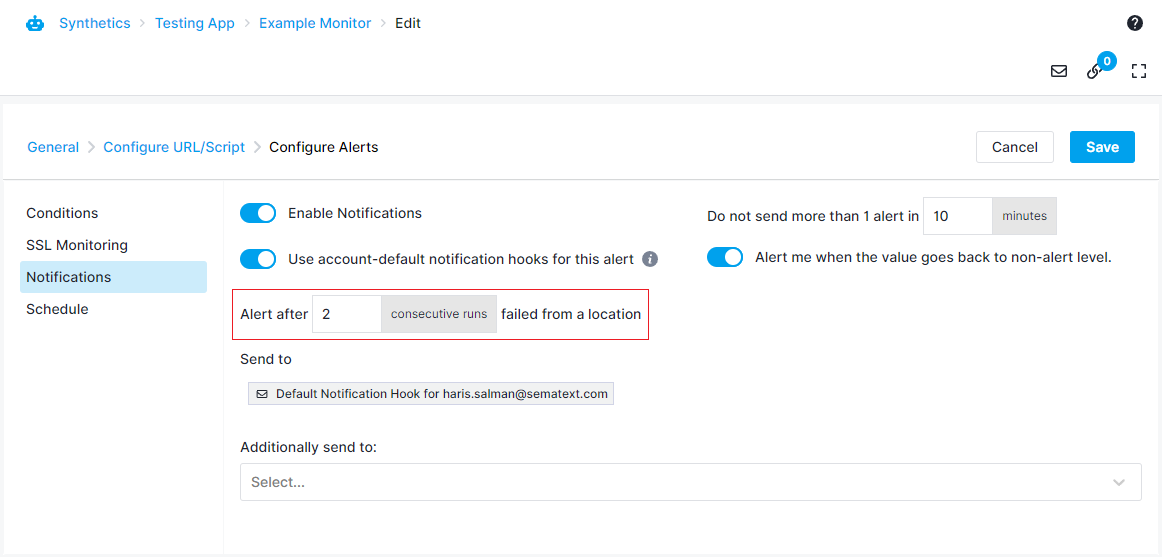 Synthetics > Testing App > Example Monitor > Edit
0
General > Configure URL/Script > Configure Alerts
Cancel
Save
Conditions
SSL Monitoring
Notifications
Schedule
Enable Notifications
Do not send more than 1 alert in 10 minutes
Use account-default notification hooks for this alert
Alert me when the value goes back to non-alert level.
Alert after 2 consecutive runs failed from a location
Send to
Default Notification Hook for haris.salman@sematext.com
Additionally send to:
Select...